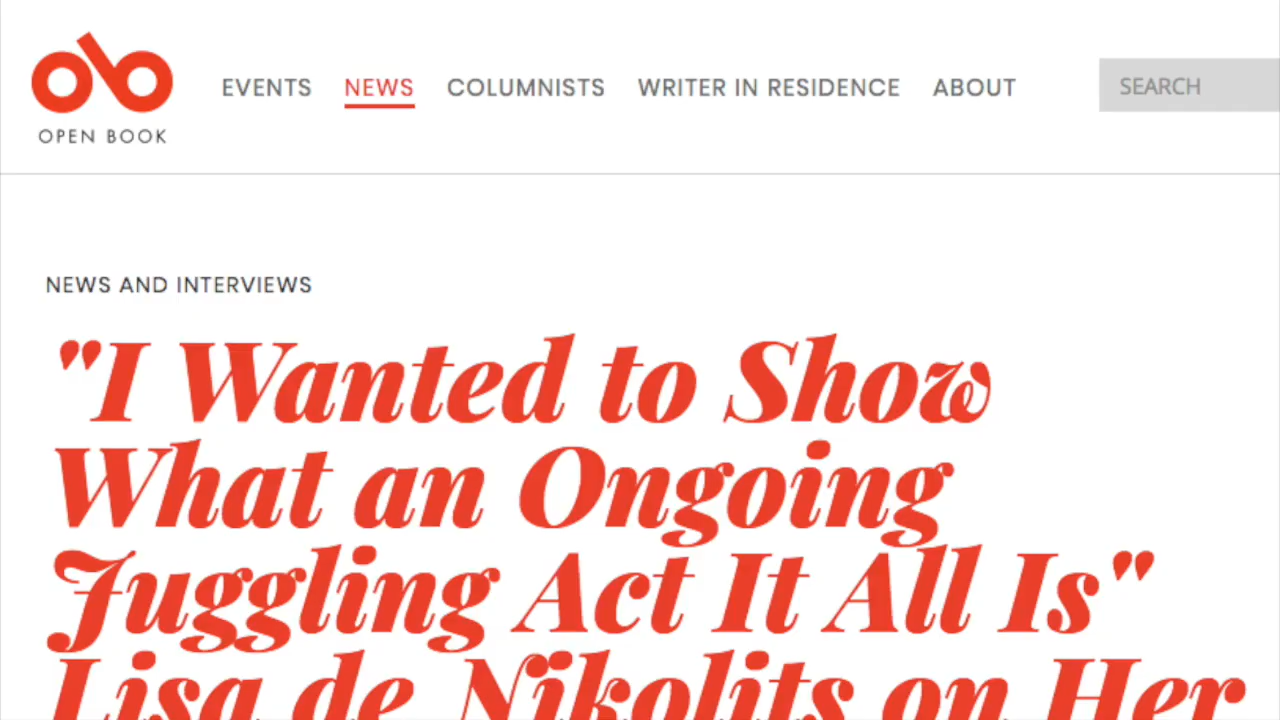 EVENTS NEWS COLUMNISTS WRITER IN RESIDENCE ABOUT SEARCH
OPEN BOOK
NEWS AND INTERVIEWS
"I Wanted to Show
What an Ongoing
Juggling Act It All Is"
Lisa de Nikolits on Her